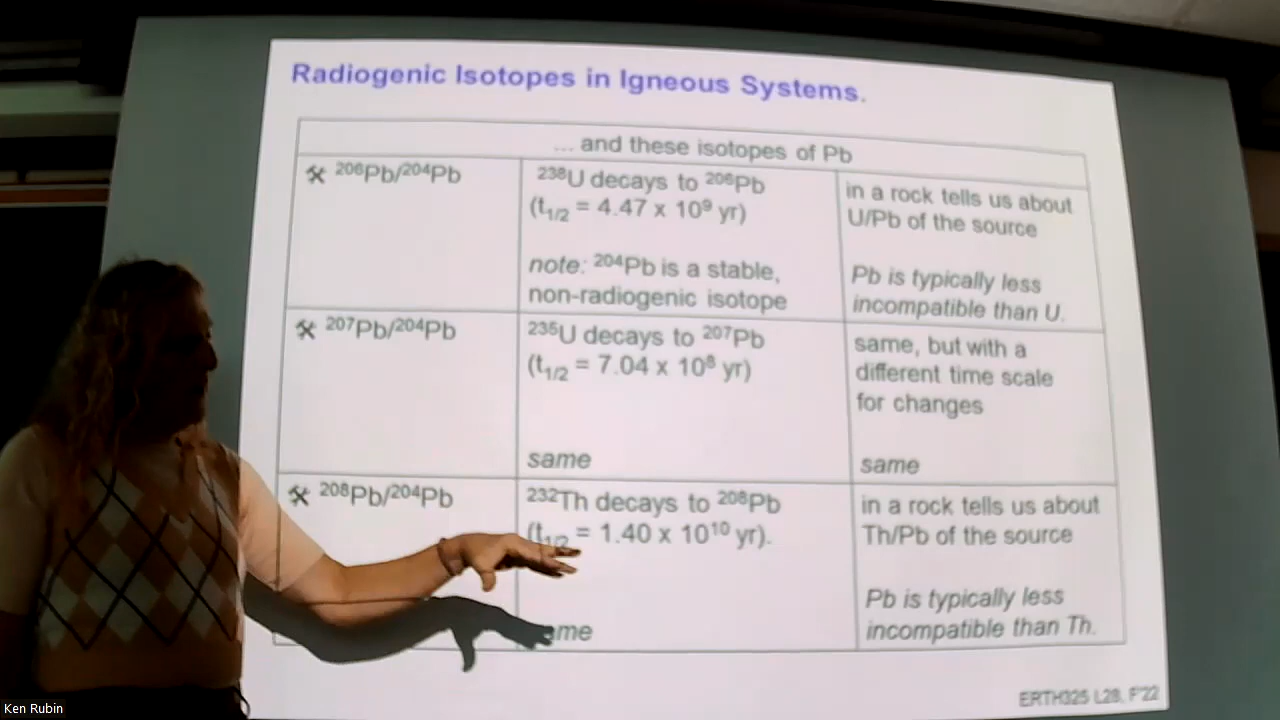 Radiogenic Isotopes in Igneous Systems.
... and these isotopes of Pb
⚒ ²⁰⁶Pb/²⁰⁴Pb
²³⁸U decays to ²⁰⁶Pb
(t₁/₂ = 4.47 x 10⁹ yr)
note: ²⁰⁴Pb is a stable,
non-radiogenic isotope
in a rock tells us about
U/Pb of the source
Pb is typically less
incompatible than U.
⚒ ²⁰⁷Pb/²⁰⁴Pb
²³⁵U decays to ²⁰⁷Pb
(t₁/₂ = 7.04 x 10⁸ yr)
same
same, but with a
different time scale
for changes
same
⚒ ²⁰⁸Pb/²⁰⁴Pb
²³²Th decays to ²⁰⁸Pb
(t₁/₂ = 1.40 x 10¹⁰ yr).
ame
in a rock tells us about
Th/Pb of the source
Pb is typically less
incompatible than Th.
ERTH325 L28, F'22
Ken Rubin